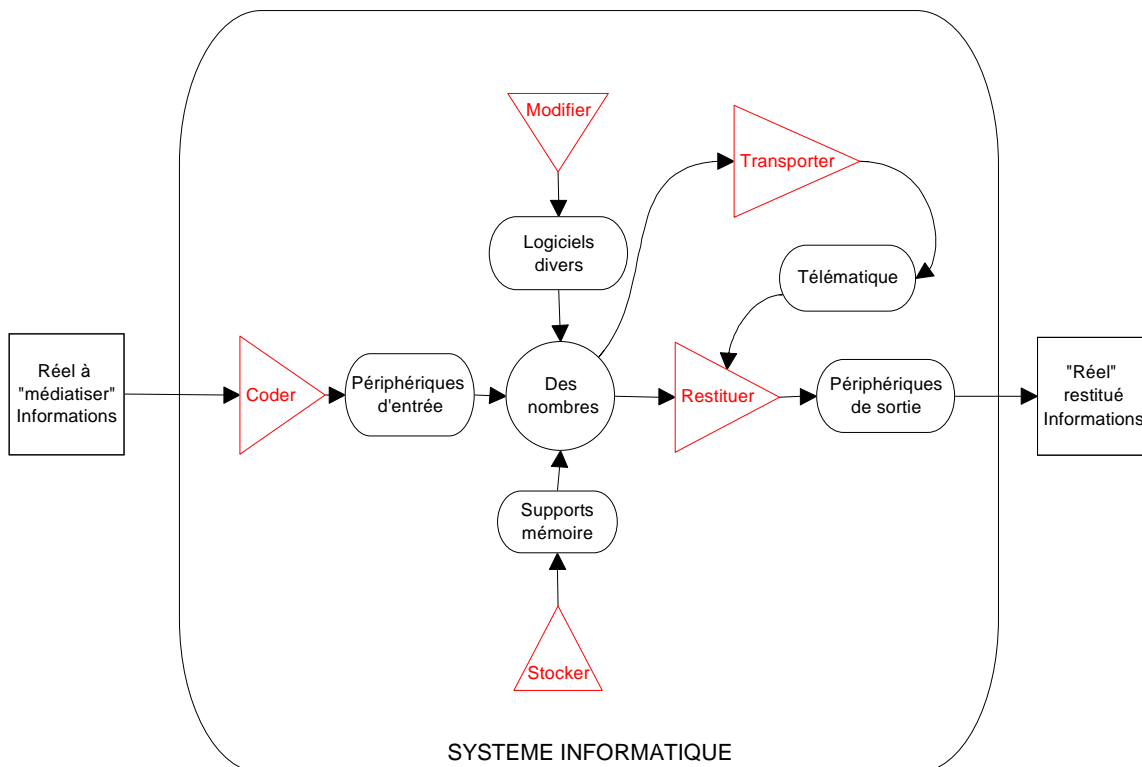 Modifier
Transporter
Logiciels
divers
Télématique
Réel à
"médiatiser"
Informations
Coder
Périphériques
d'entrée
Des
nombres
Restituer
Périphériques
de sortie
"Réel"
restitué
Informations
Supports
mémoire
Stocker
SYSTEME INFORMATIQUE